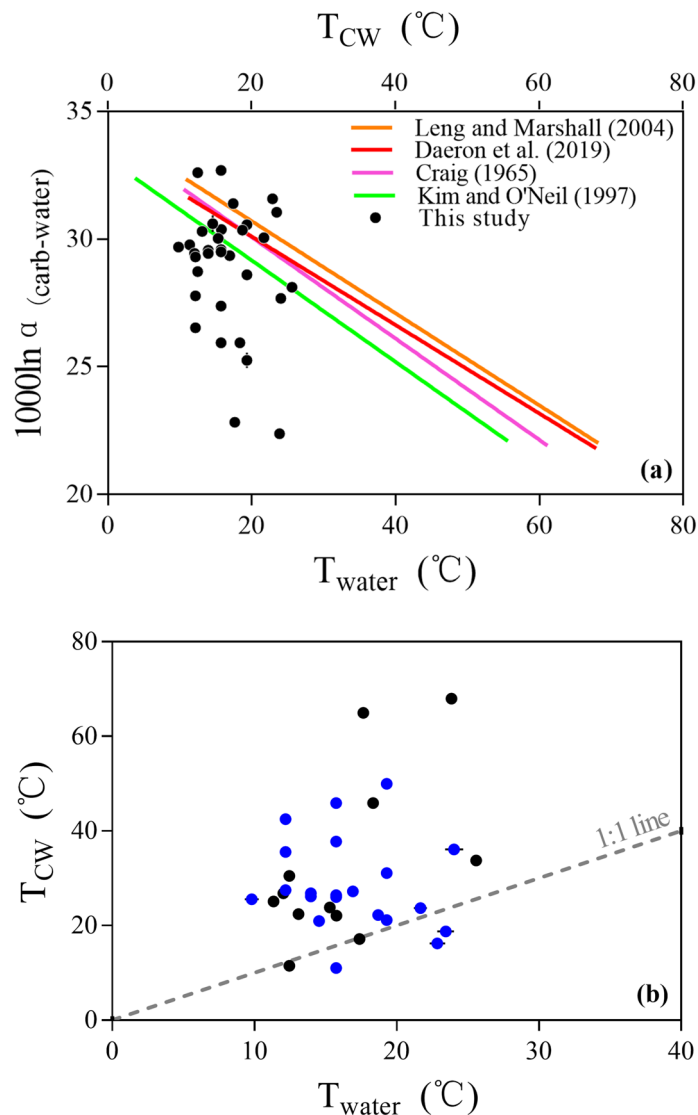 T_CW (℃)
0 20 40 60 80
35
Leng and Marshall (2004)
Daeron et al. (2019)
Craig (1965)
Kim and O'Neil (1997)
This study
30
1000ln α (carb-water)
25
20
(a)
0 20 40 60 80
T_water (℃)
80
60
T_CW (℃)
40
1:1 line
20
0
(b)
0 10 20 30 40
T_water (℃)